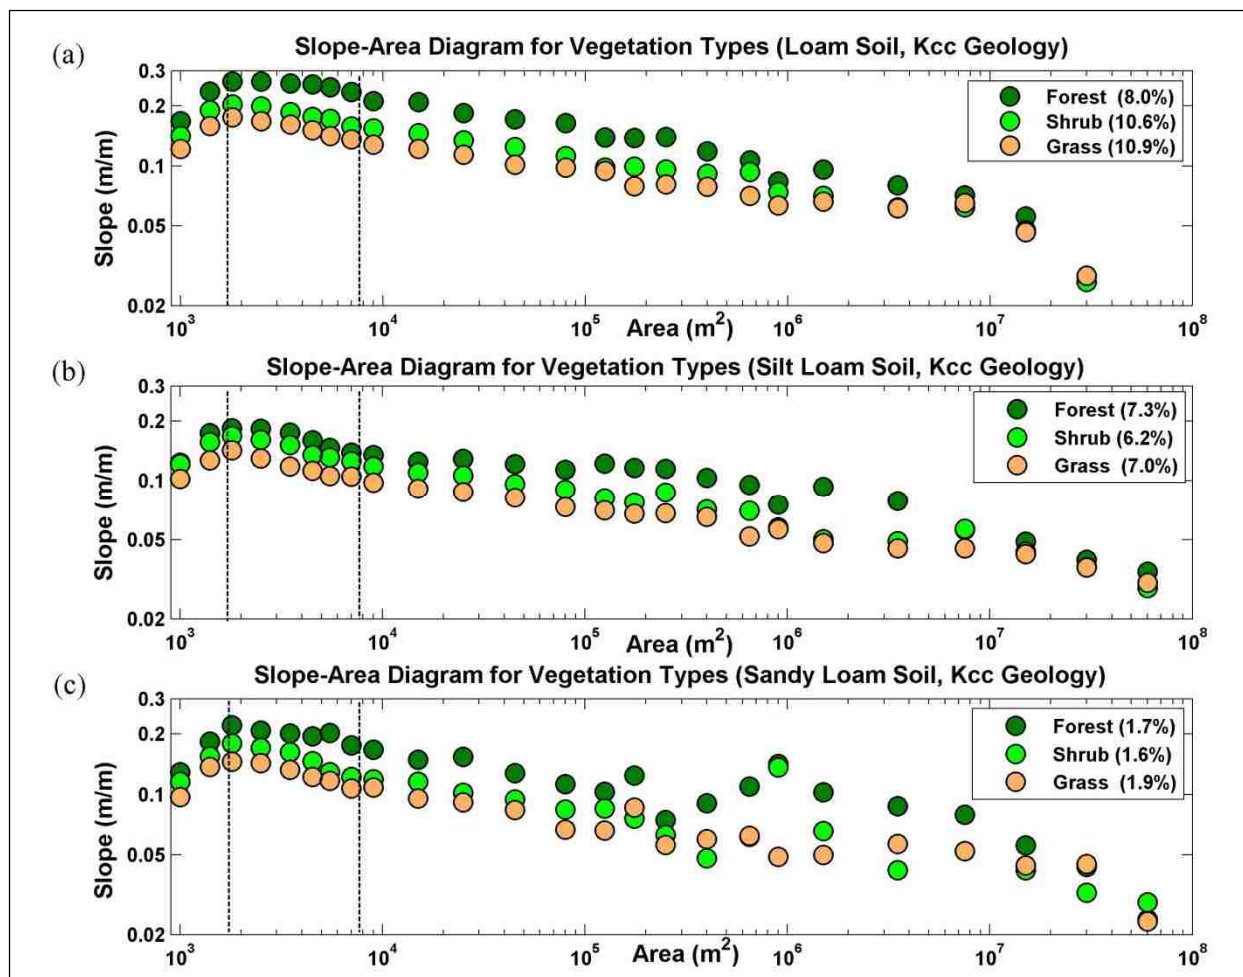 (a)
Slope-Area Diagram for Vegetation Types (Loam Soil, Kcc Geology)
Slope (m/m)
0.3
0.2
0.1
0.05
0.02
Forest (8.0%)
Shrub (10.6%)
Grass (10.9%)
10³ 10⁴ 10⁵ 10⁶ 10⁷ 10⁸
Area (m²)
(b)
Slope-Area Diagram for Vegetation Types (Silt Loam Soil, Kcc Geology)
Slope (m/m)
0.3
0.2
0.1
0.05
0.02
Forest (7.3%)
Shrub (6.2%)
Grass (7.0%)
10³ 10⁴ 10⁵ 10⁶ 10⁷ 10⁸
Area (m²)
(c)
Slope-Area Diagram for Vegetation Types (Sandy Loam Soil, Kcc Geology)
Slope (m/m)
0.3
0.2
0.1
0.05
0.02
Forest (1.7%)
Shrub (1.6%)
Grass (1.9%)
10³ 10⁴ 10⁵ 10⁶ 10⁷ 10⁸
Area (m²)